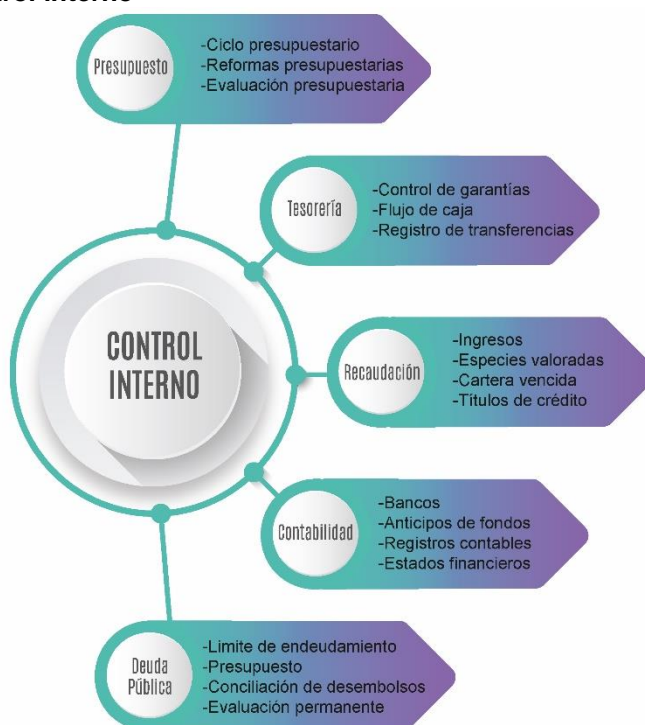 Presupuesto
-Ciclo presupuestario
-Reformas presupuestarias
-Evaluación presupuestaria
Tesorería
-Control de garantías
-Flujo de caja
-Registro de transferencias
CONTROL
INTERNO
Recaudación
-Ingresos
-Especies valoradas
-Cartera vencida
-Títulos de crédito
Contabilidad
-Bancos
-Anticipos de fondos
-Registros contables
-Estados financieros
Deuda
Pública
-Limite de endeudamiento
-Presupuesto
-Conciliación de desembolsos
-Evaluación permanente